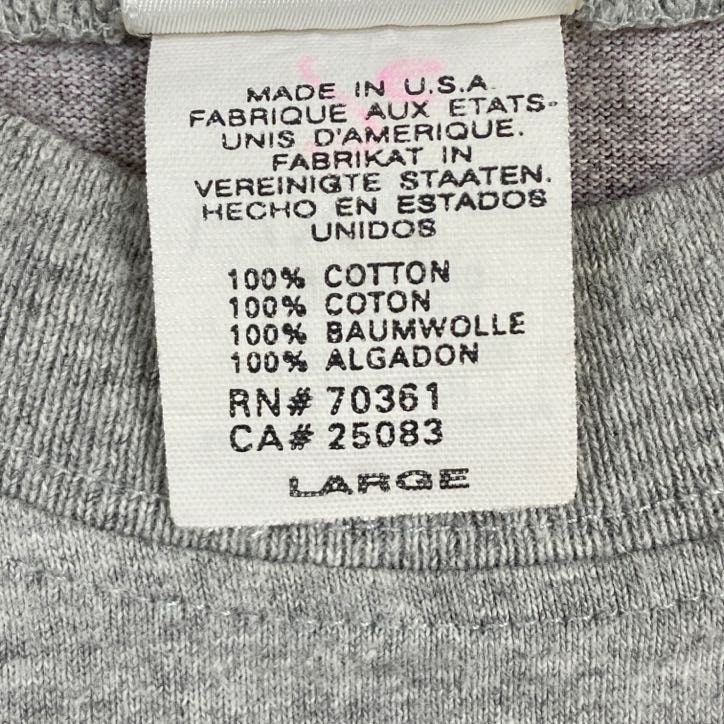 MADE IN U.S.A.
FABRIQUE AUX ETATS-
UNIS D'AMERIQUE.
FABRIKAT IN
VEREINIGTE STAATEN.
HECHO EN ESTADOS
UNIDOS
100% COTTON
100% COTON
100% BAUMWOLLE
100% ALGADON
RN# 70361
CA# 25083
LARGE